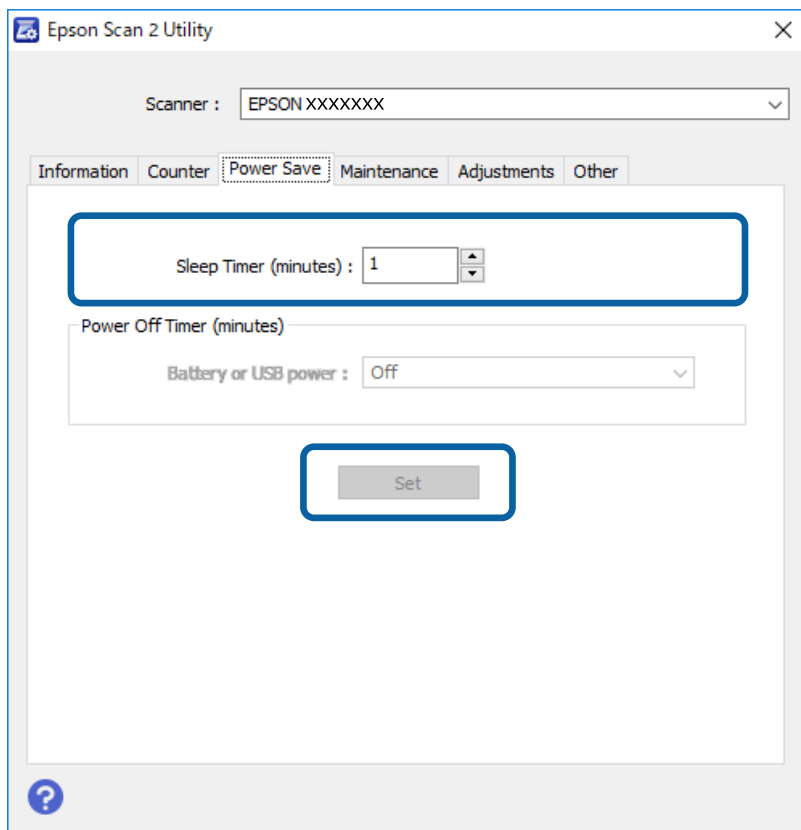 Epson Scan 2 Utility
Scanner : EPSON XXXXXXX
Information Counter Power Save Maintenance Adjustments Other
Sleep Timer (minutes) : 1
Power Off Timer (minutes)
Battery or USB power : Off
Set
?